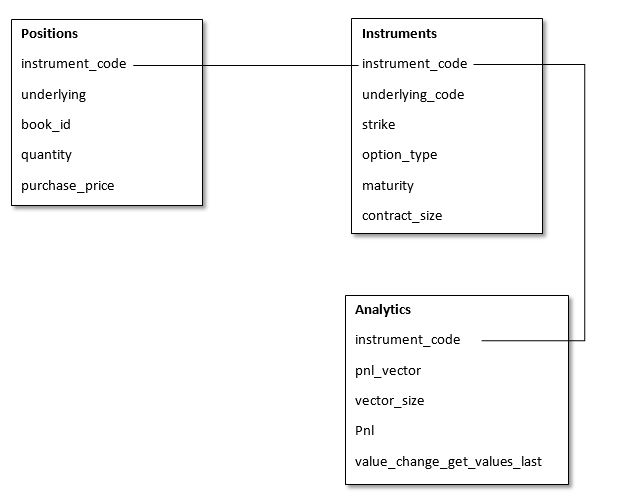 Positions
instrument_code
underlying
book_id
quantity
purchase_price
Instruments
instrument_code
underlying_code
strike
option_type
maturity
contract_size
Analytics
instrument_code
pnl_vector
vector_size
Pnl
value_change_get_values_last